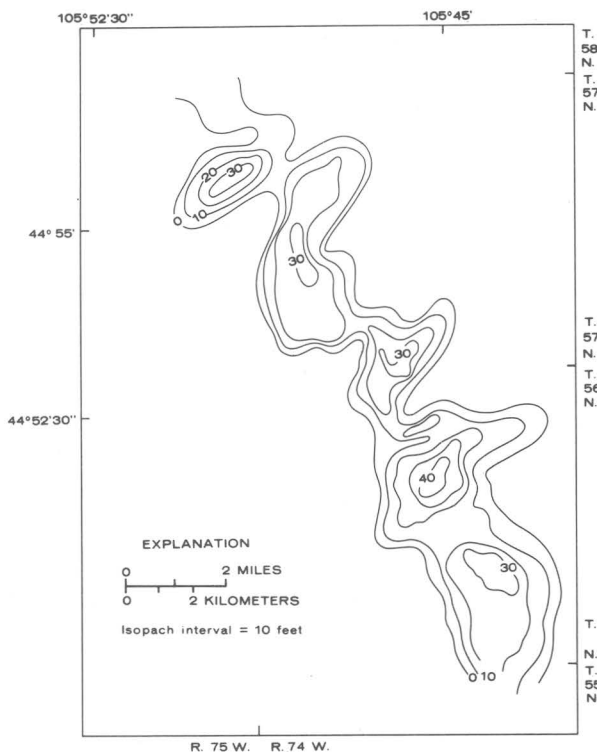 105°52'30"
105°45'
T.
58
N.
T.
57
N.
20
30
0
10
44°55'
30
T.
57
N.
30
T.
56
N.
44°52'30"
40
EXPLANATION
0 2 MILES
0 2 KILOMETERS
Isopach interval = 10 feet
30
T.
N.
0 10
T.
55
N
R. 75 W. R. 74 W.